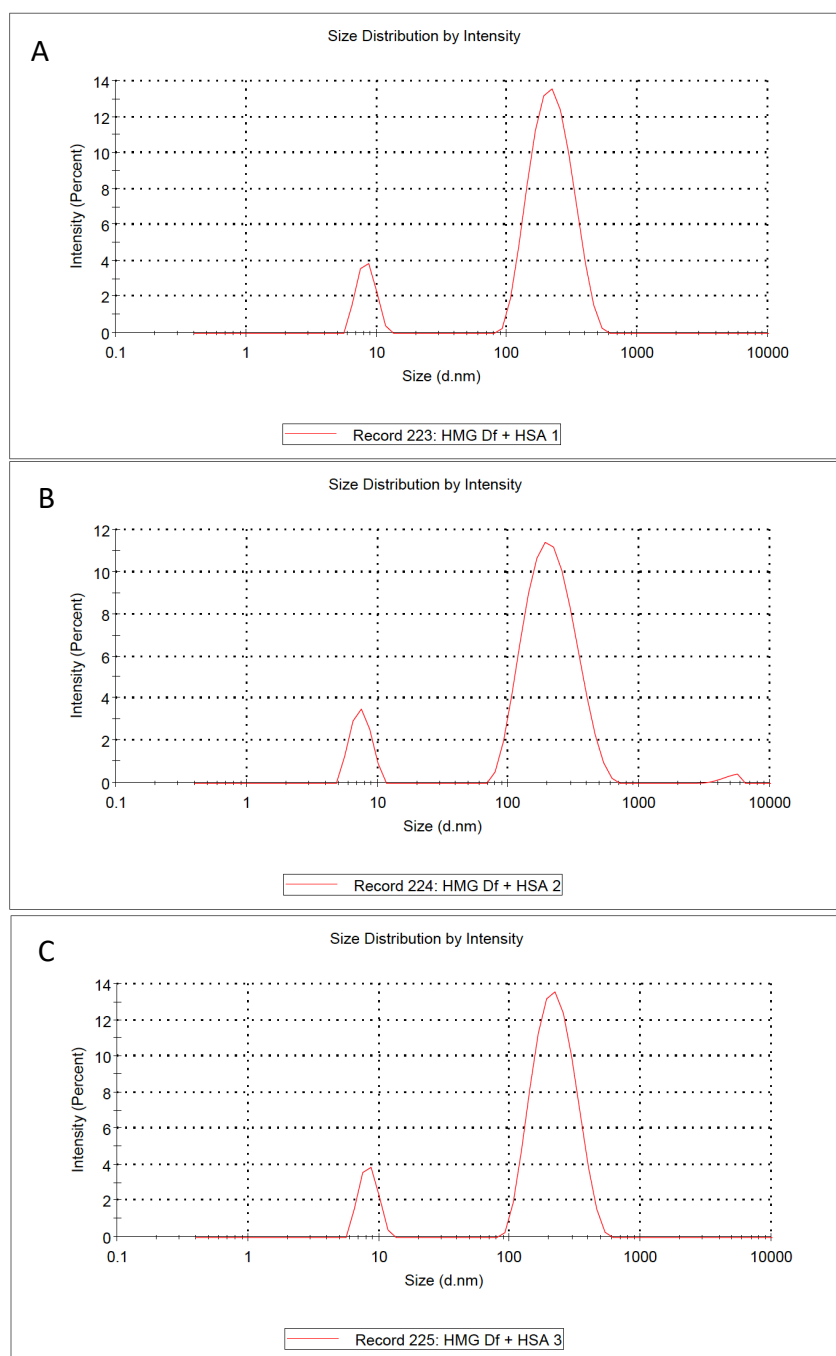 A
Size Distribution by Intensity
Intensity (Percent)
14
12
10
8
6
4
2
0
0.1 1 10 100 1000 10000
Size (d.nm)
Record 223: HMG Df + HSA 1
B
Size Distribution by Intensity
Intensity (Percent)
12
10
8
6
4
2
0
0.1 1 10 100 1000 10000
Size (d.nm)
Record 224: HMG Df + HSA 2
C
Size Distribution by Intensity
Intensity (Percent)
14
12
10
8
6
4
2
0
0.1 1 10 100 1000 10000
Size (d.nm)
Record 225: HMG Df + HSA 3